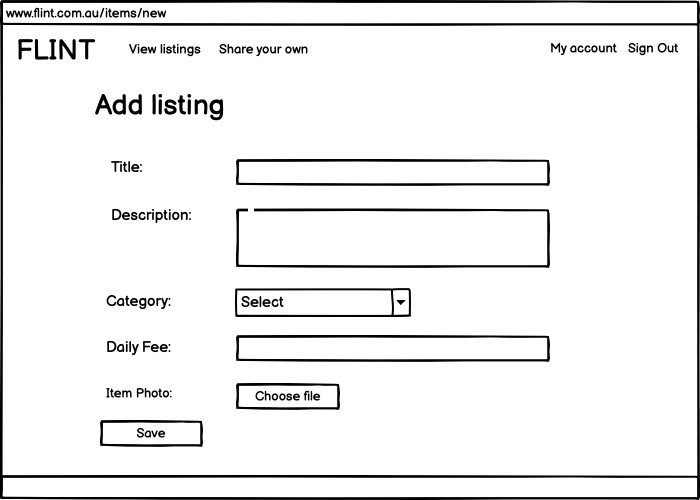 www.flint.com.au/items/new
FLINT View listings Share your own My account Sign Out
Add listing
Title:
Description:
Category: Select
Daily Fee:
Item Photo: Choose file
Save